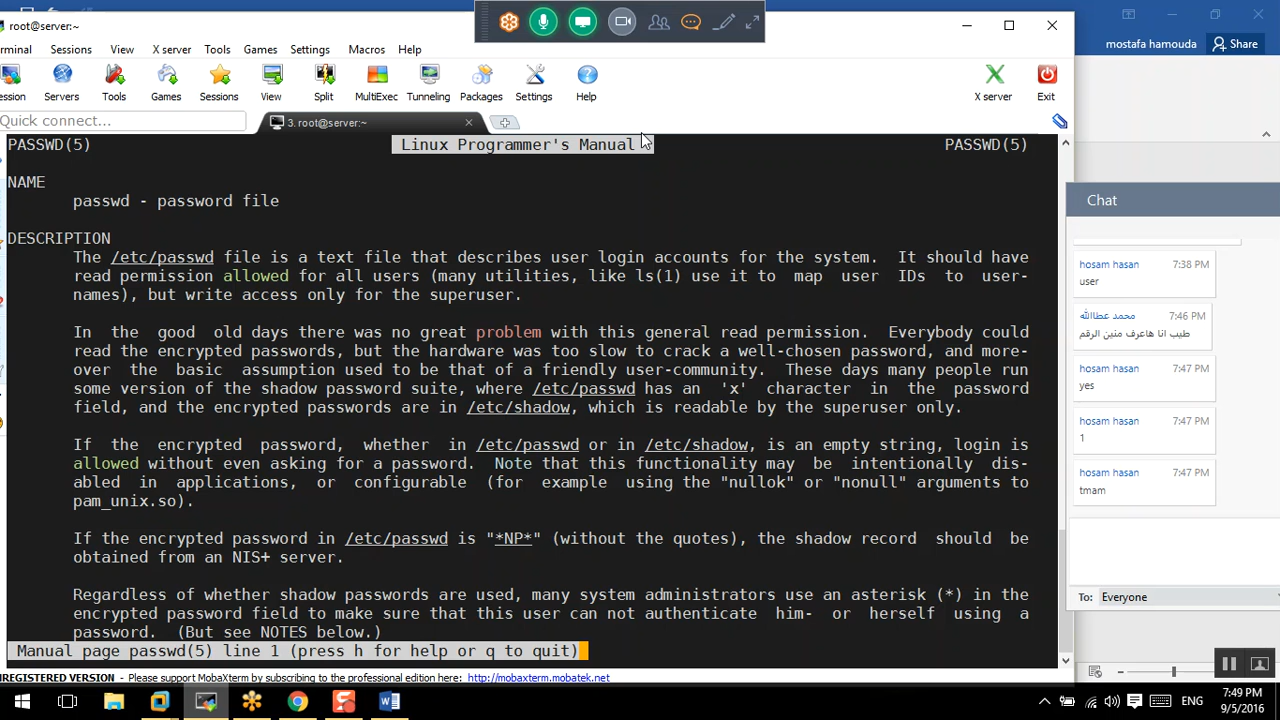 root@server:~
mostafa hamouda
Share
rminal Sessions View X server Tools Games Settings Macros Help
ession Servers Tools Games Sessions View Split MultiExec Tunneling Packages Settings Help X server Exit
Quick connect...
3. root@server:~
PASSWD(5) Linux Programmer's Manual PASSWD(5)
NAME
passwd - password file
DESCRIPTION
The /etc/passwd file is a text file that describes user login accounts for the system. It should have
read permission allowed for all users (many utilities, like ls(1) use it to map user IDs to user-
names), but write access only for the superuser.
In the good old days there was no great problem with this general read permission. Everybody could
read the encrypted passwords, but the hardware was too slow to crack a well-chosen password, and more-
over the basic assumption used to be that of a friendly user-community. These days many people run
some version of the shadow password suite, where /etc/passwd has an 'x' character in the password
field, and the encrypted passwords are in /etc/shadow, which is readable by the superuser only.
If the encrypted password, whether in /etc/passwd or in /etc/shadow, is an empty string, login is
allowed without even asking for a password. Note that this functionality may be intentionally dis-
abled in applications, or configurable (for example using the "nullok" or "nonull" arguments to
pam_unix.so).
If the encrypted password in /etc/passwd is "*NP*" (without the quotes), the shadow record should be
obtained from an NIS+ server.
Regardless of whether shadow passwords are used, many system administrators use an asterisk (*) in the
encrypted password field to make sure that this user can not authenticate him- or herself using a
password. (But see NOTES below.)
Manual page passwd(5) line 1 (press h for help or q to quit)
REGISTERED VERSION - Please support MobaXterm by subscribing to the professional edition here: http://mobaxterm.mobatek.net
Chat
hosam hasan 7:38 PM
user
محمد عطاالله 7:46 PM
طيب انا هاعرف منين الرقم
hosam hasan 7:47 PM
yes
hosam hasan 7:47 PM
1
hosam hasan 7:47 PM
tmam
To: Everyone
ENG
7:49 PM
9/5/2016